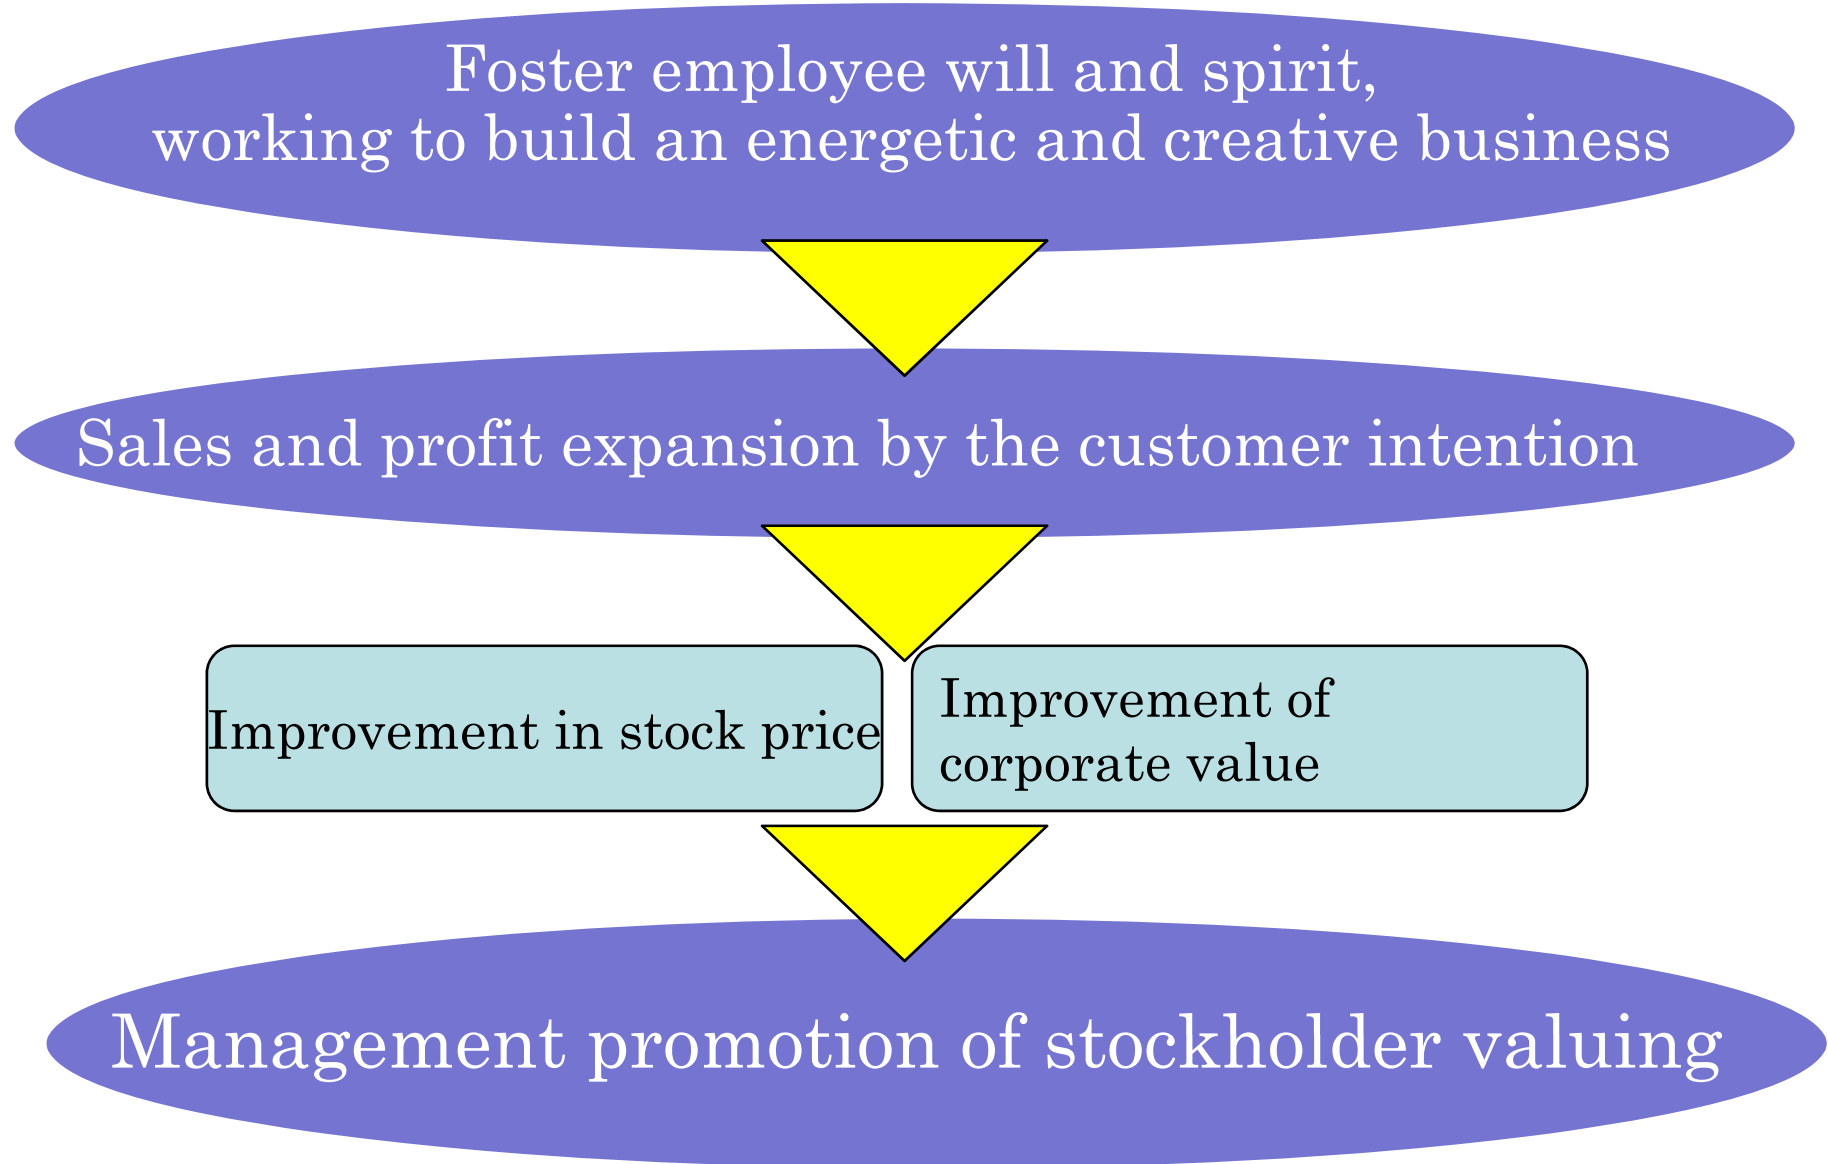 Foster employee will and spirit,
working to build an energetic and creative business
Sales and profit expansion by the customer intention
Improvement in stock price
Improvement of
corporate value
Management promotion of stockholder valuing